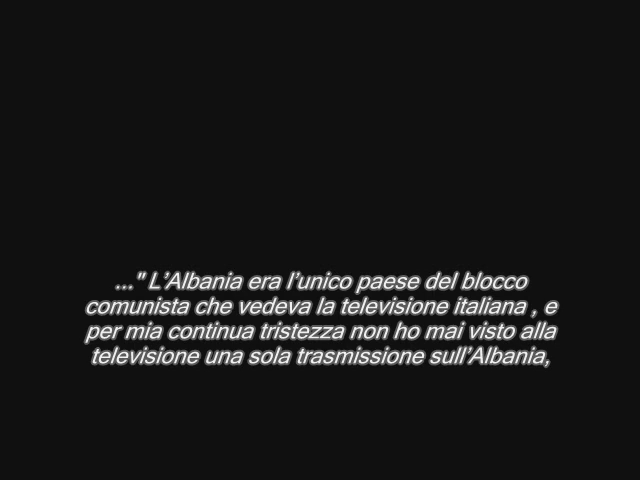 ..." L'Albania era l'unico paese del blocco
comunista che vedeva la televisione italiana , e
per mia continua tristezza non ho mai visto alla
televisione una sola trasmissione sull'Albania,